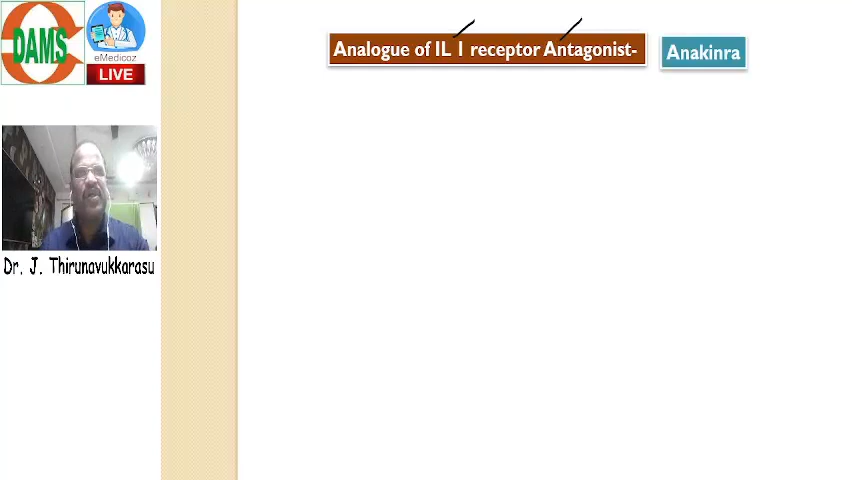 DAMS
eMedicoz
LIVE
Analogue of IL 1 receptor Antagonist-
Anakinra
Dr. J. Thirunavukkarasu